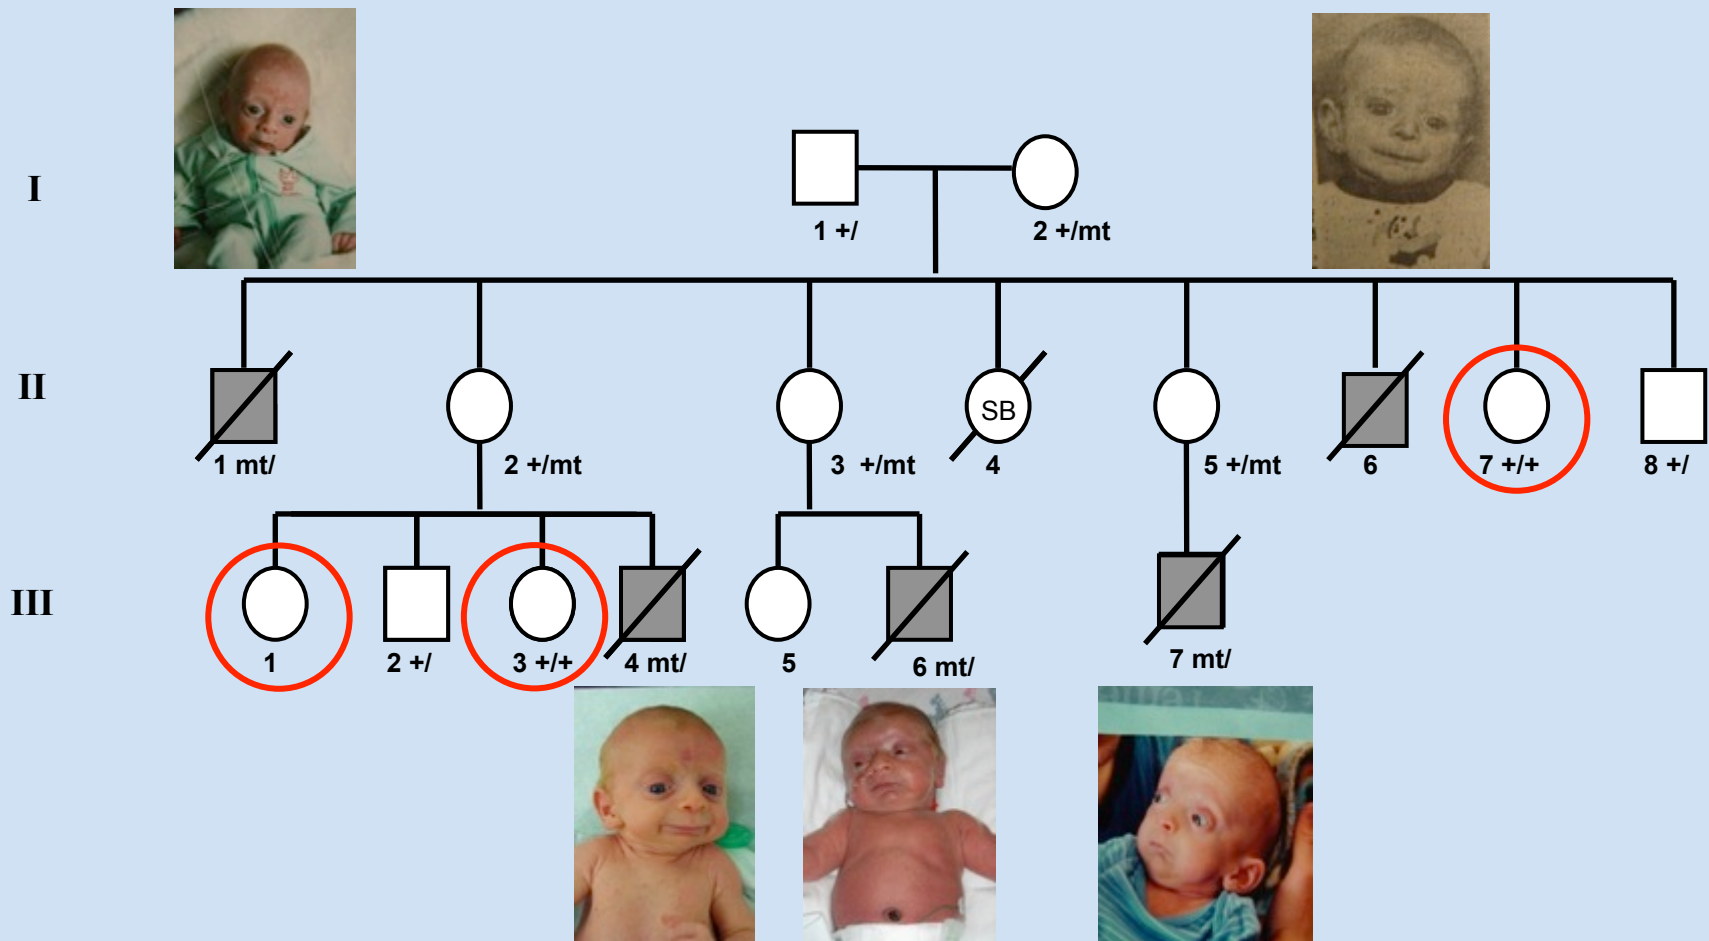 I
1 +/
2 +/mt
II
SB
1 mt/
2 +/mt
3 +/mt
4
5 +/mt
6
7 +/+
8 +/
III
1
2 +/
3 +/+
4 mt/
5
6 mt/
7 mt/